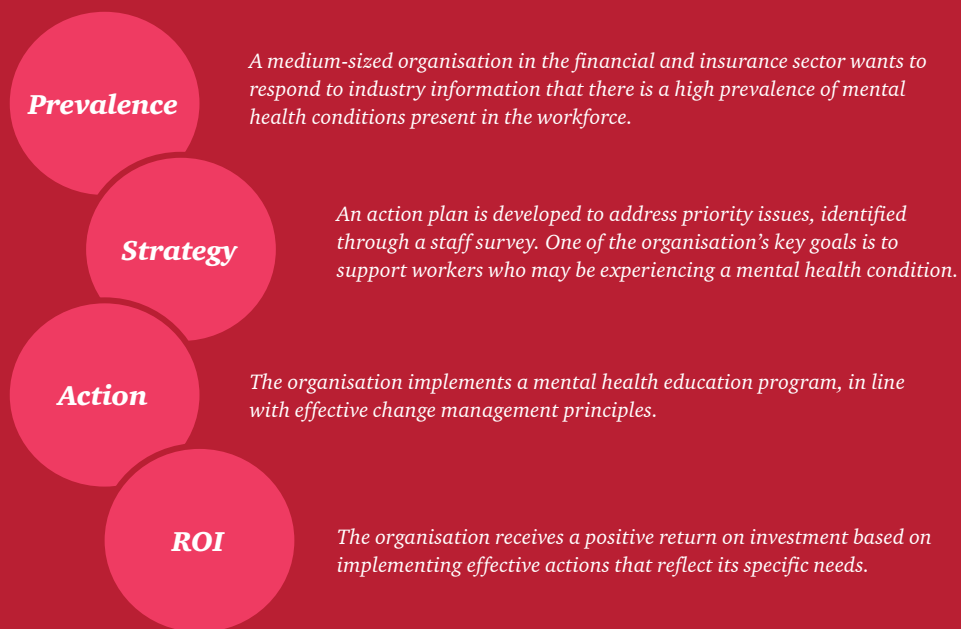 Prevalence
A medium-sized organisation in the financial and insurance sector wants to
respond to industry information that there is a high prevalence of mental
health conditions present in the workforce.
Strategy
An action plan is developed to address priority issues, identified
through a staff survey. One of the organisation's key goals is to
support workers who may be experiencing a mental health condition.
Action
The organisation implements a mental health education program, in line
with effective change management principles.
ROI
The organisation receives a positive return on investment based on
implementing effective actions that reflect its specific needs.